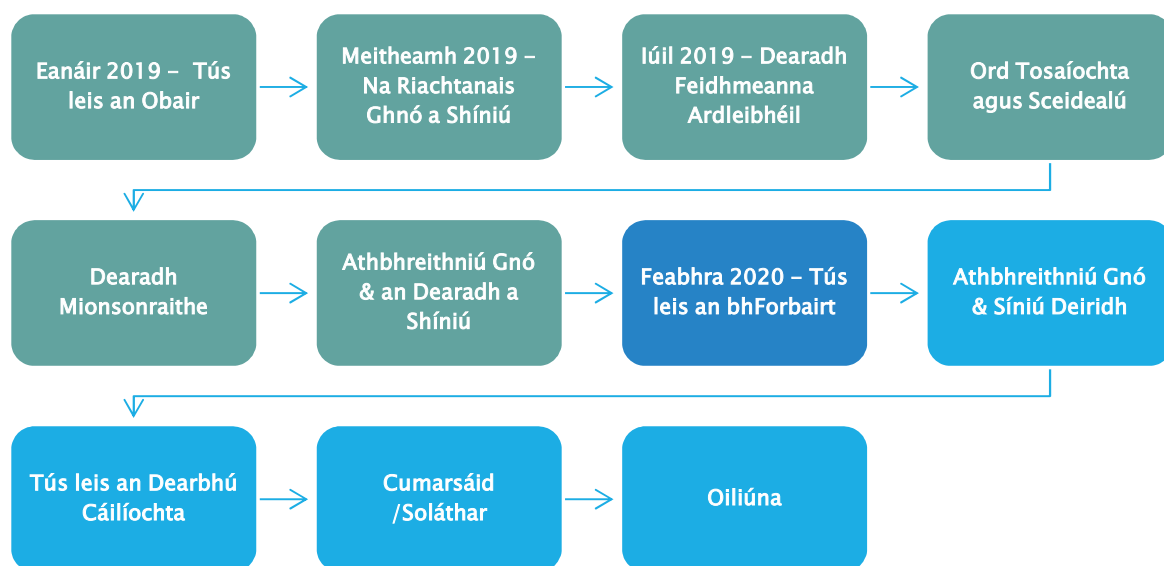 Eanáir 2019 – Tús
leis an Obair
Meitheamh 2019 –
Na Riachtanais
Ghnó a Shíniú
Iúil 2019 – Dearadh
Feidhmeanna
Ardleibhéil
Ord Tosaíochta
agus Sceidealú
Dearadh
Mionsonraithe
Athbhreithniú Gnó
& an Dearadh a
Shíniú
Feabhra 2020 – Tús
leis an bhForbairt
Athbhreithniú Gnó
& Síniú Deiridh
Tús leis an Dearbhú
Cáilíochta
Cumarsáid
/Soláthar
Oiliúna